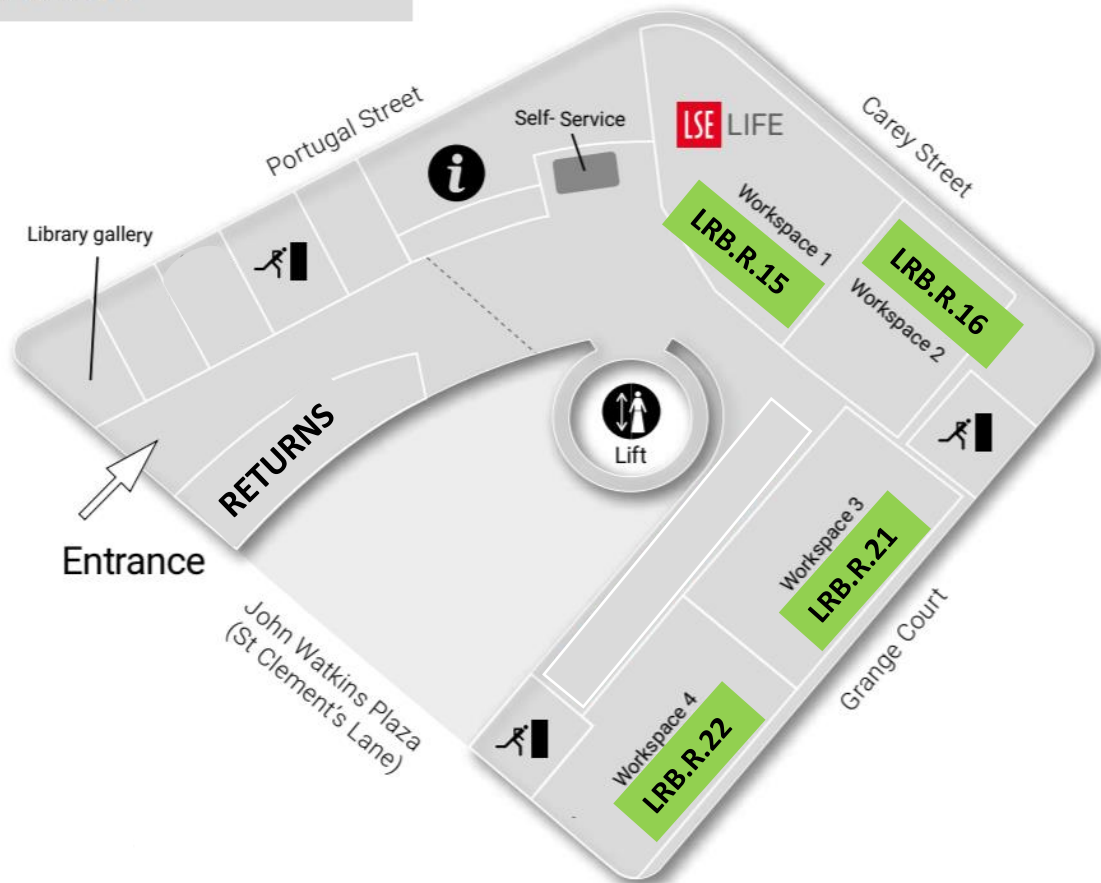 Portugal Street
Carey Street
Self- Service
LSE LIFE
i
Library gallery
Workspace 1
LRB.R.15
LRB.R.16
Workspace 2
RETURNS
Lift
Entrance
Workspace 3
LRB.R.21
John Watkins Plaza
(St Clement's Lane)
Grange Court
Workspace 4
LRB.R.22